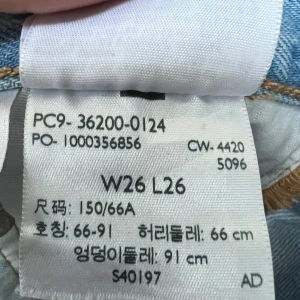 PC9- 36200-0124
PO- 1000356856 CW- 4420
5096
W26 L26
尺码: 150/66A
호칭: 66-91 허리둘레: 66 cm
엉덩이둘레: 91 cm
S40197 AD